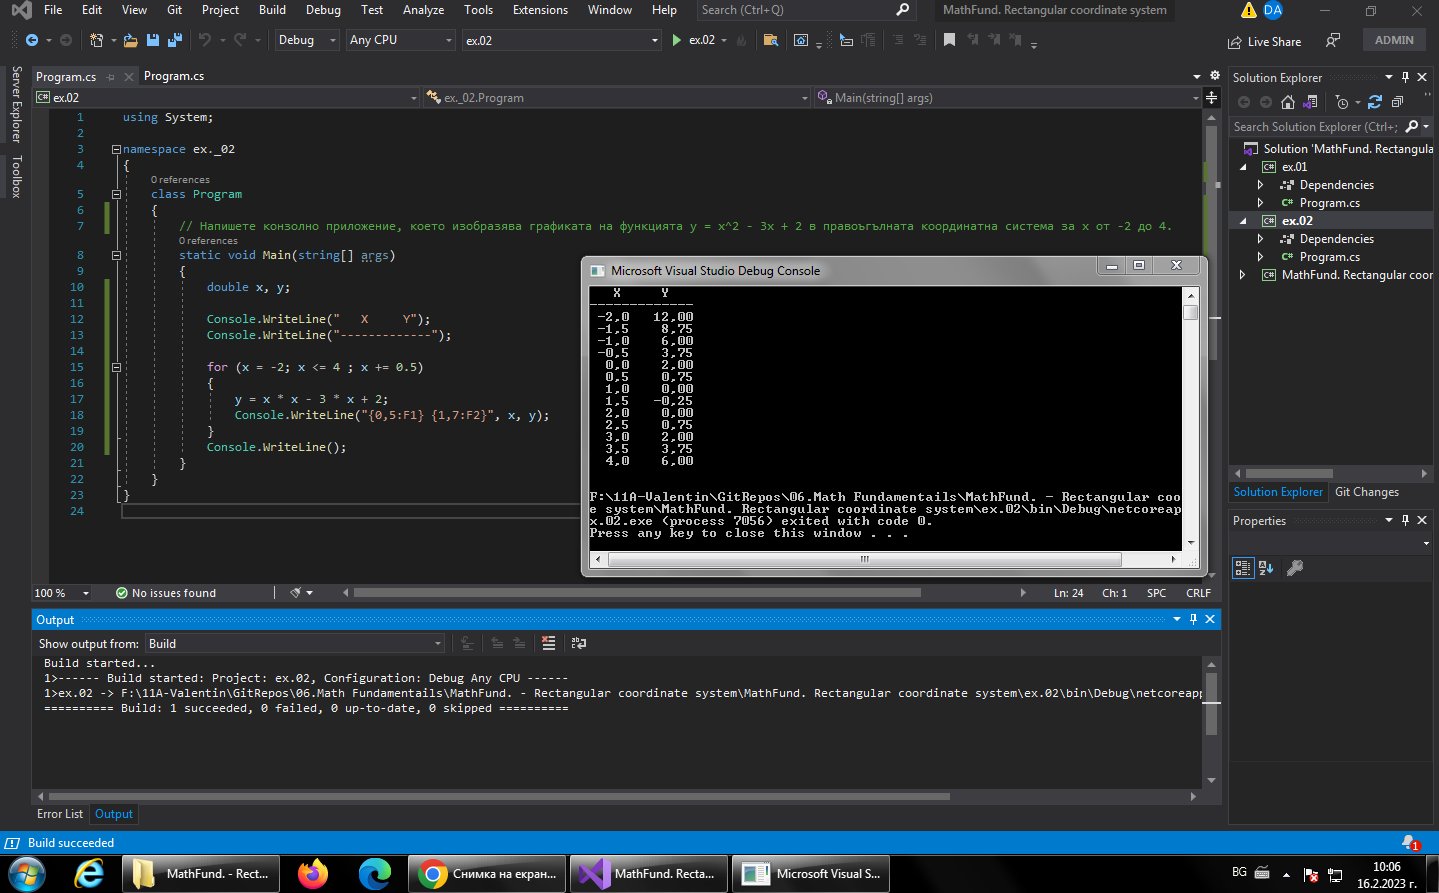 File Edit View Git Project Build Debug Test Analyze Tools Extensions Window Help Search (Ctrl+Q) MathFund. Rectangular coordinate system DA
Debug Any CPU ex.02 ex.02 Live Share ADMIN
Server Explorer
Toolbox
Program.cs Program.cs
ex.02 ex._02.Program Main(string[] args)
1 using System;
2
3 namespace ex._02
4 {
0 references
5 class Program
6 {
7 // Напишете конзолно приложение, което изобразява графиката на функцията y = x^2 - 3x + 2 в правоъгълната координатна система за x от -2 до 4.
0 references
8 static void Main(string[] args)
9 {
10 double x, y;
11
12 Console.WriteLine("   X     Y");
13 Console.WriteLine("-------------");
14
15 for (x = -2; x <= 4 ; x += 0.5)
16 {
17 y = x * x - 3 * x + 2;
18 Console.WriteLine("{0,5:F1} {1,7:F2}", x, y);
19 }
20 Console.WriteLine();
21 }
22 }
23 }
24
Microsoft Visual Studio Debug Console
X Y
-------------
-2,0 12,00
-1,5 8,75
-1,0 6,00
-0,5 3,75
0,0 2,00
0,5 0,75
1,0 0,00
1,5 -0,25
2,0 0,00
2,5 0,75
3,0 2,00
3,5 3,75
4,0 6,00
F:\11A-Valentin\GitRepos\06.Math Fundamentails\MathFund. - Rectangular coo
e system\MathFund. Rectangular coordinate system\ex.02\bin\Debug\netcoreap
x.02.exe (process 7056) exited with code 0.
Press any key to close this window . . .
100 % No issues found Ln: 24 Ch: 1 SPC CRLF
Solution Explorer
Search Solution Explorer (Ctrl+;
Solution 'MathFund. Rectangula
ex.01
Dependencies
Program.cs
ex.02
Dependencies
Program.cs
MathFund. Rectangular coor
Solution Explorer Git Changes
Properties
Output
Show output from: Build
Build started...
1>------ Build started: Project: ex.02, Configuration: Debug Any CPU ------
1>ex.02 -> F:\11A-Valentin\GitRepos\06.Math Fundamentails\MathFund. - Rectangular coordinate system\MathFund. Rectangular coordinate system\ex.02\bin\Debug\netcoreapp
========== Build: 1 succeeded, 0 failed, 0 up-to-date, 0 skipped ==========
Error List Output
Build succeeded 1
MathFund. - Rect... Снимка на екран... MathFund. Recta... Microsoft Visual S... BG 10:06
16.2.2023 г.